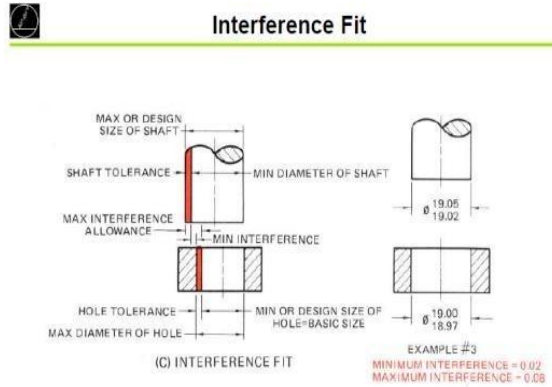 Interference Fit
MAX OR DESIGN
SIZE OF SHAFT
SHAFT TOLERANCE
MIN DIAMETER OF SHAFT
MAX INTERFERENCE
ALLOWANCE
MIN INTERFERENCE
HOLE TOLERANCE
MIN OR DESIGN SIZE OF
HOLE=BASIC SIZE
MAX DIAMETER OF HOLE
(C) INTERFERENCE FIT
ø 19.05
19.02
ø 19.00
18.97
EXAMPLE #3
MINIMUM INTERFERENCE = 0.02
MAXIMUM INTERFERENCE = 0.08